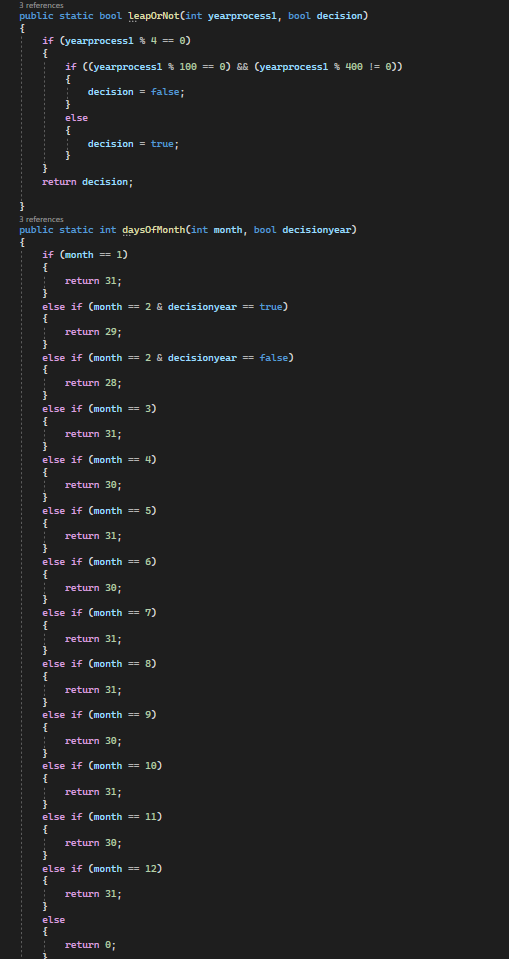 3 references
public static bool leapOrNot(int yearprocess1, bool decision)
{
if (yearprocess1 % 4 == 0)
{
if ((yearprocess1 % 100 == 0) && (yearprocess1 % 400 != 0))
{
decision = false;
}
else
{
decision = true;
}
}
return decision;
}
3 references
public static int daysOfMonth(int month, bool decisionyear)
{
if (month == 1)
{
return 31;
}
else if (month == 2 & decisionyear == true)
{
return 29;
}
else if (month == 2 & decisionyear == false)
{
return 28;
}
else if (month == 3)
{
return 31;
}
else if (month == 4)
{
return 30;
}
else if (month == 5)
{
return 31;
}
else if (month == 6)
{
return 30;
}
else if (month == 7)
{
return 31;
}
else if (month == 8)
{
return 31;
}
else if (month == 9)
{
return 30;
}
else if (month == 10)
{
return 31;
}
else if (month == 11)
{
return 30;
}
else if (month == 12)
{
return 31;
}
else
{
return 0;
}